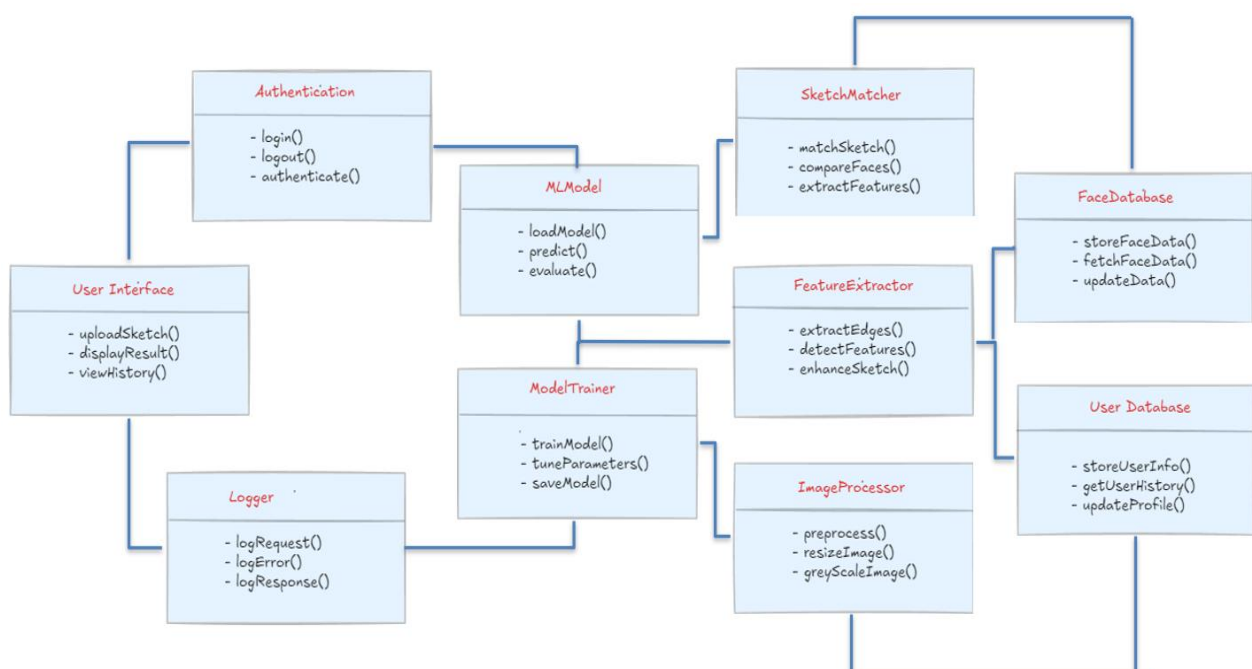 Authentication
- login()
- logout()
- authenticate()
SketchMatcher
- matchSketch()
- compareFaces()
- extractFeatures()
MLModel
- loadModel()
- predict()
- evaluate()
FaceDatabase
- storeFaceData()
- fetchFaceData()
- updateData()
User Interface
- uploadSketch()
- displayResult()
- viewHistory()
FeatureExtractor
- extractEdges()
- detectFeatures()
- enhanceSketch()
ModelTrainer
- trainModel()
- tuneParameters()
- saveModel()
User Database
- storeUserInfo()
- getUserHistory()
- updateProfile()
Logger
- logRequest()
- logError()
- logResponse()
ImageProcessor
- preprocess()
- resizeImage()
- greyScaleImage()